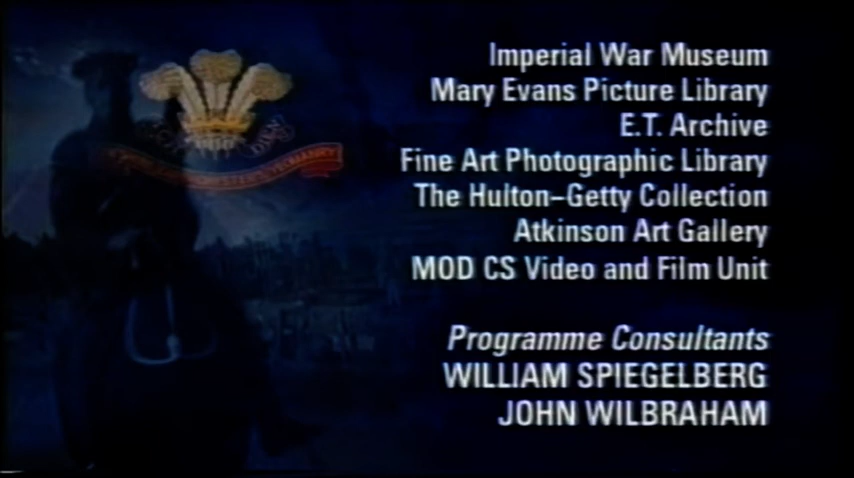 Imperial War Museum
Mary Evans Picture Library
E.T. Archive
Fine Art Photographic Library
The Hulton–Getty Collection
Atkinson Art Gallery
MOD CS Video and Film Unit
Programme Consultants
WILLIAM SPIEGELBERG
JOHN WILBRAHAM